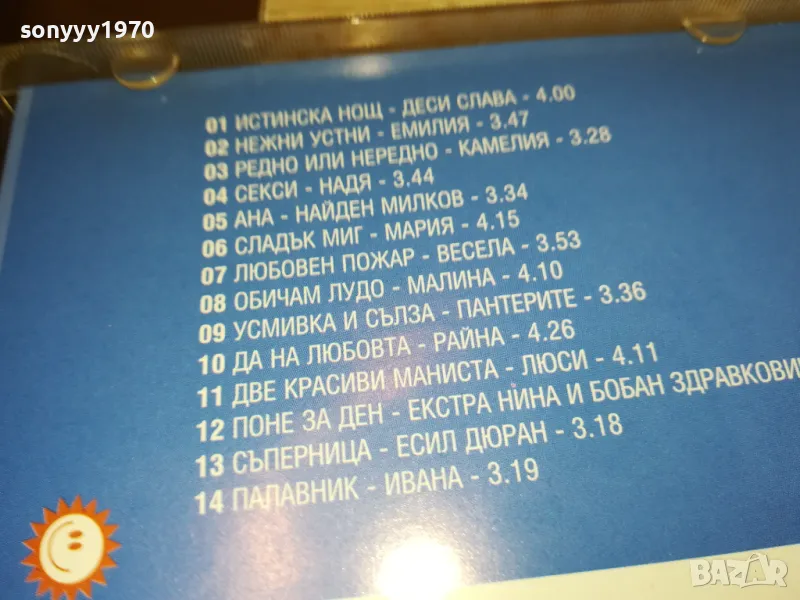 sonyyy1970
01 ИСТИНСКА НОЩ - ДЕСИ СЛАВА - 4.00
02 НЕЖНИ УСТНИ - ЕМИЛИЯ - 3.47
03 РЕДНО ИЛИ НЕРЕДНО - КАМЕЛИЯ - 3.28
04 СЕКСИ - НАДЯ - 3.44
05 АНА - НАЙДЕН МИЛКОВ - 3.34
06 СЛАДЪК МИГ - МАРИЯ - 4.15
07 ЛЮБОВЕН ПОЖАР - ВЕСЕЛА - 3.53
08 ОБИЧАМ ЛУДО - МАЛИНА - 4.10
09 УСМИВКА И СЪЛЗА - ПАНТЕРИТЕ - 3.36
10 ДА НА ЛЮБОВТА - РАЙНА - 4.26
11 ДВЕ КРАСИВИ МАНИСТА - ЛЮСИ - 4.11
12 ПОНЕ ЗА ДЕН - ЕКСТРА НИНА И БОБАН ЗДРАВКОВИ
13 СЪПЕРНИЦА - ЕСИЛ ДЮРАН - 3.18
14 ПАЛАВНИК - ИВАНА - 3.19
BAZAR